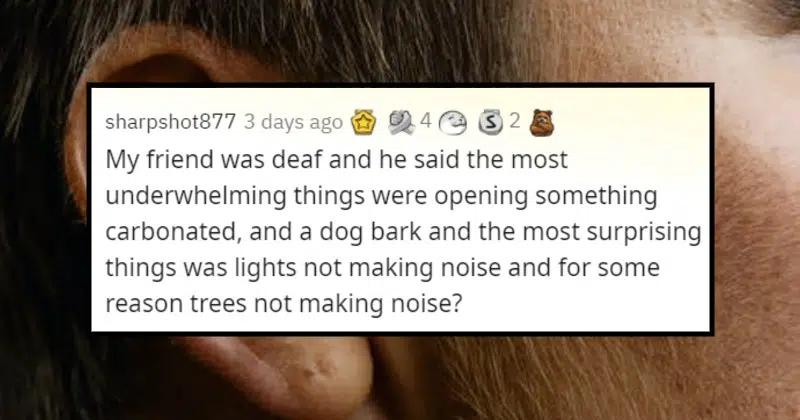 sharpshot877 3 days ago 4 S 2
My friend was deaf and he said the most
underwhelming things were opening something
carbonated, and a dog bark and the most surprising
things was lights not making noise and for some
reason trees not making noise?